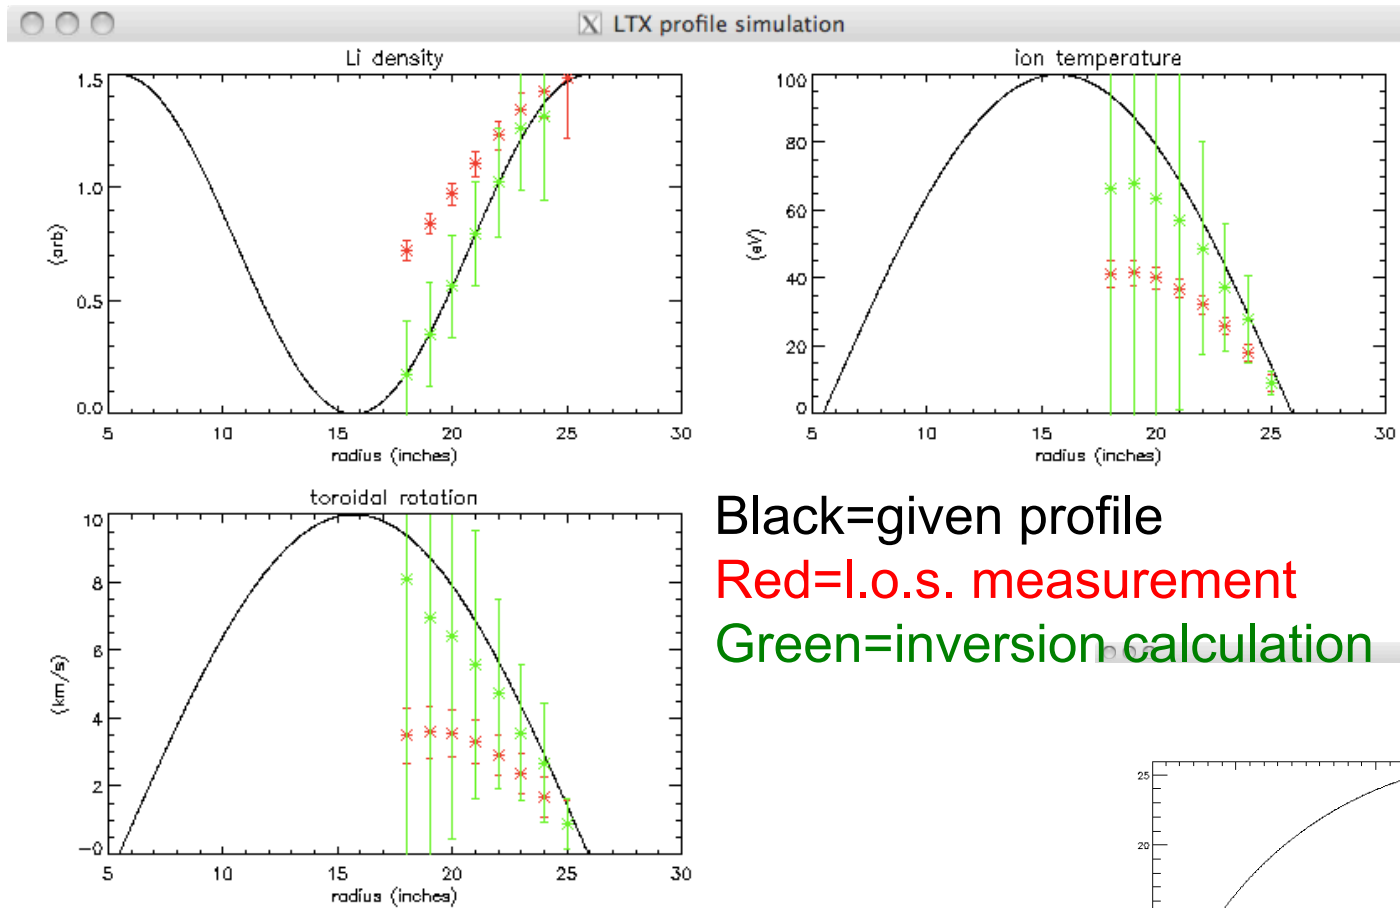 X LTX profile simulation
Li density
1.5
1.0
0.5
0.0
(arb)
5 10 15 20 25 30
radius (inches)
ion temperature
100
80
60
40
20
0
(eV)
5 10 15 20 25 30
radius (inches)
toroidal rotation
10
8
6
4
2
-0
(km/s)
5 10 15 20 25 30
radius (inches)
Black=given profile
Red=l.o.s. measurement
Green=inversion calculation
25
20